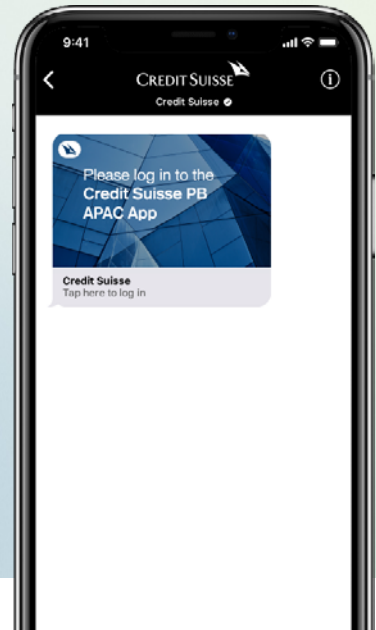 9:41
CREDIT SUISSE
Credit Suisse
Please log in to the
Credit Suisse PB
APAC App
Credit Suisse
Tap here to log in